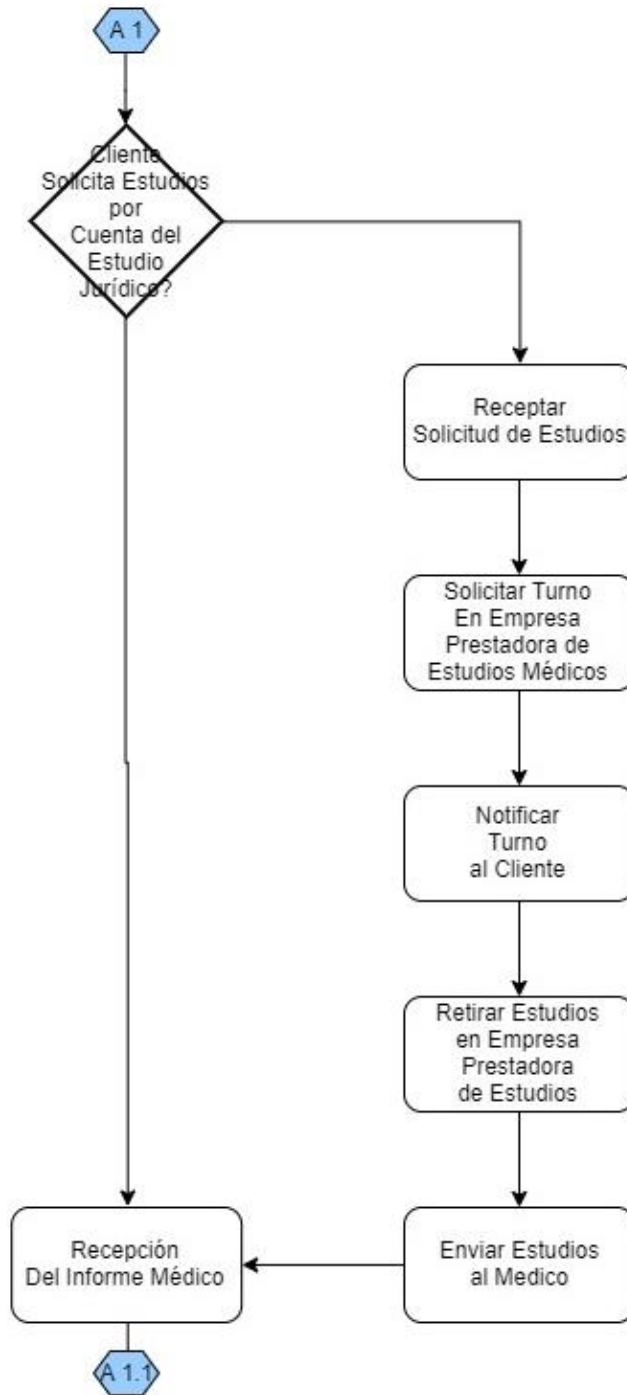 A 1
Cliente
Solicita Estudios
por
Cuenta del
Estudio
Jurídico?
Receptar
Solicitud de Estudios
Solicitar Turno
En Empresa
Prestadora de
Estudios Médicos
Notificar
Turno
al Cliente
Retirar Estudios
en Empresa
Prestadora
de Estudios
Enviar Estudios
al Medico
Recepción
Del Informe Médico
A 1.1